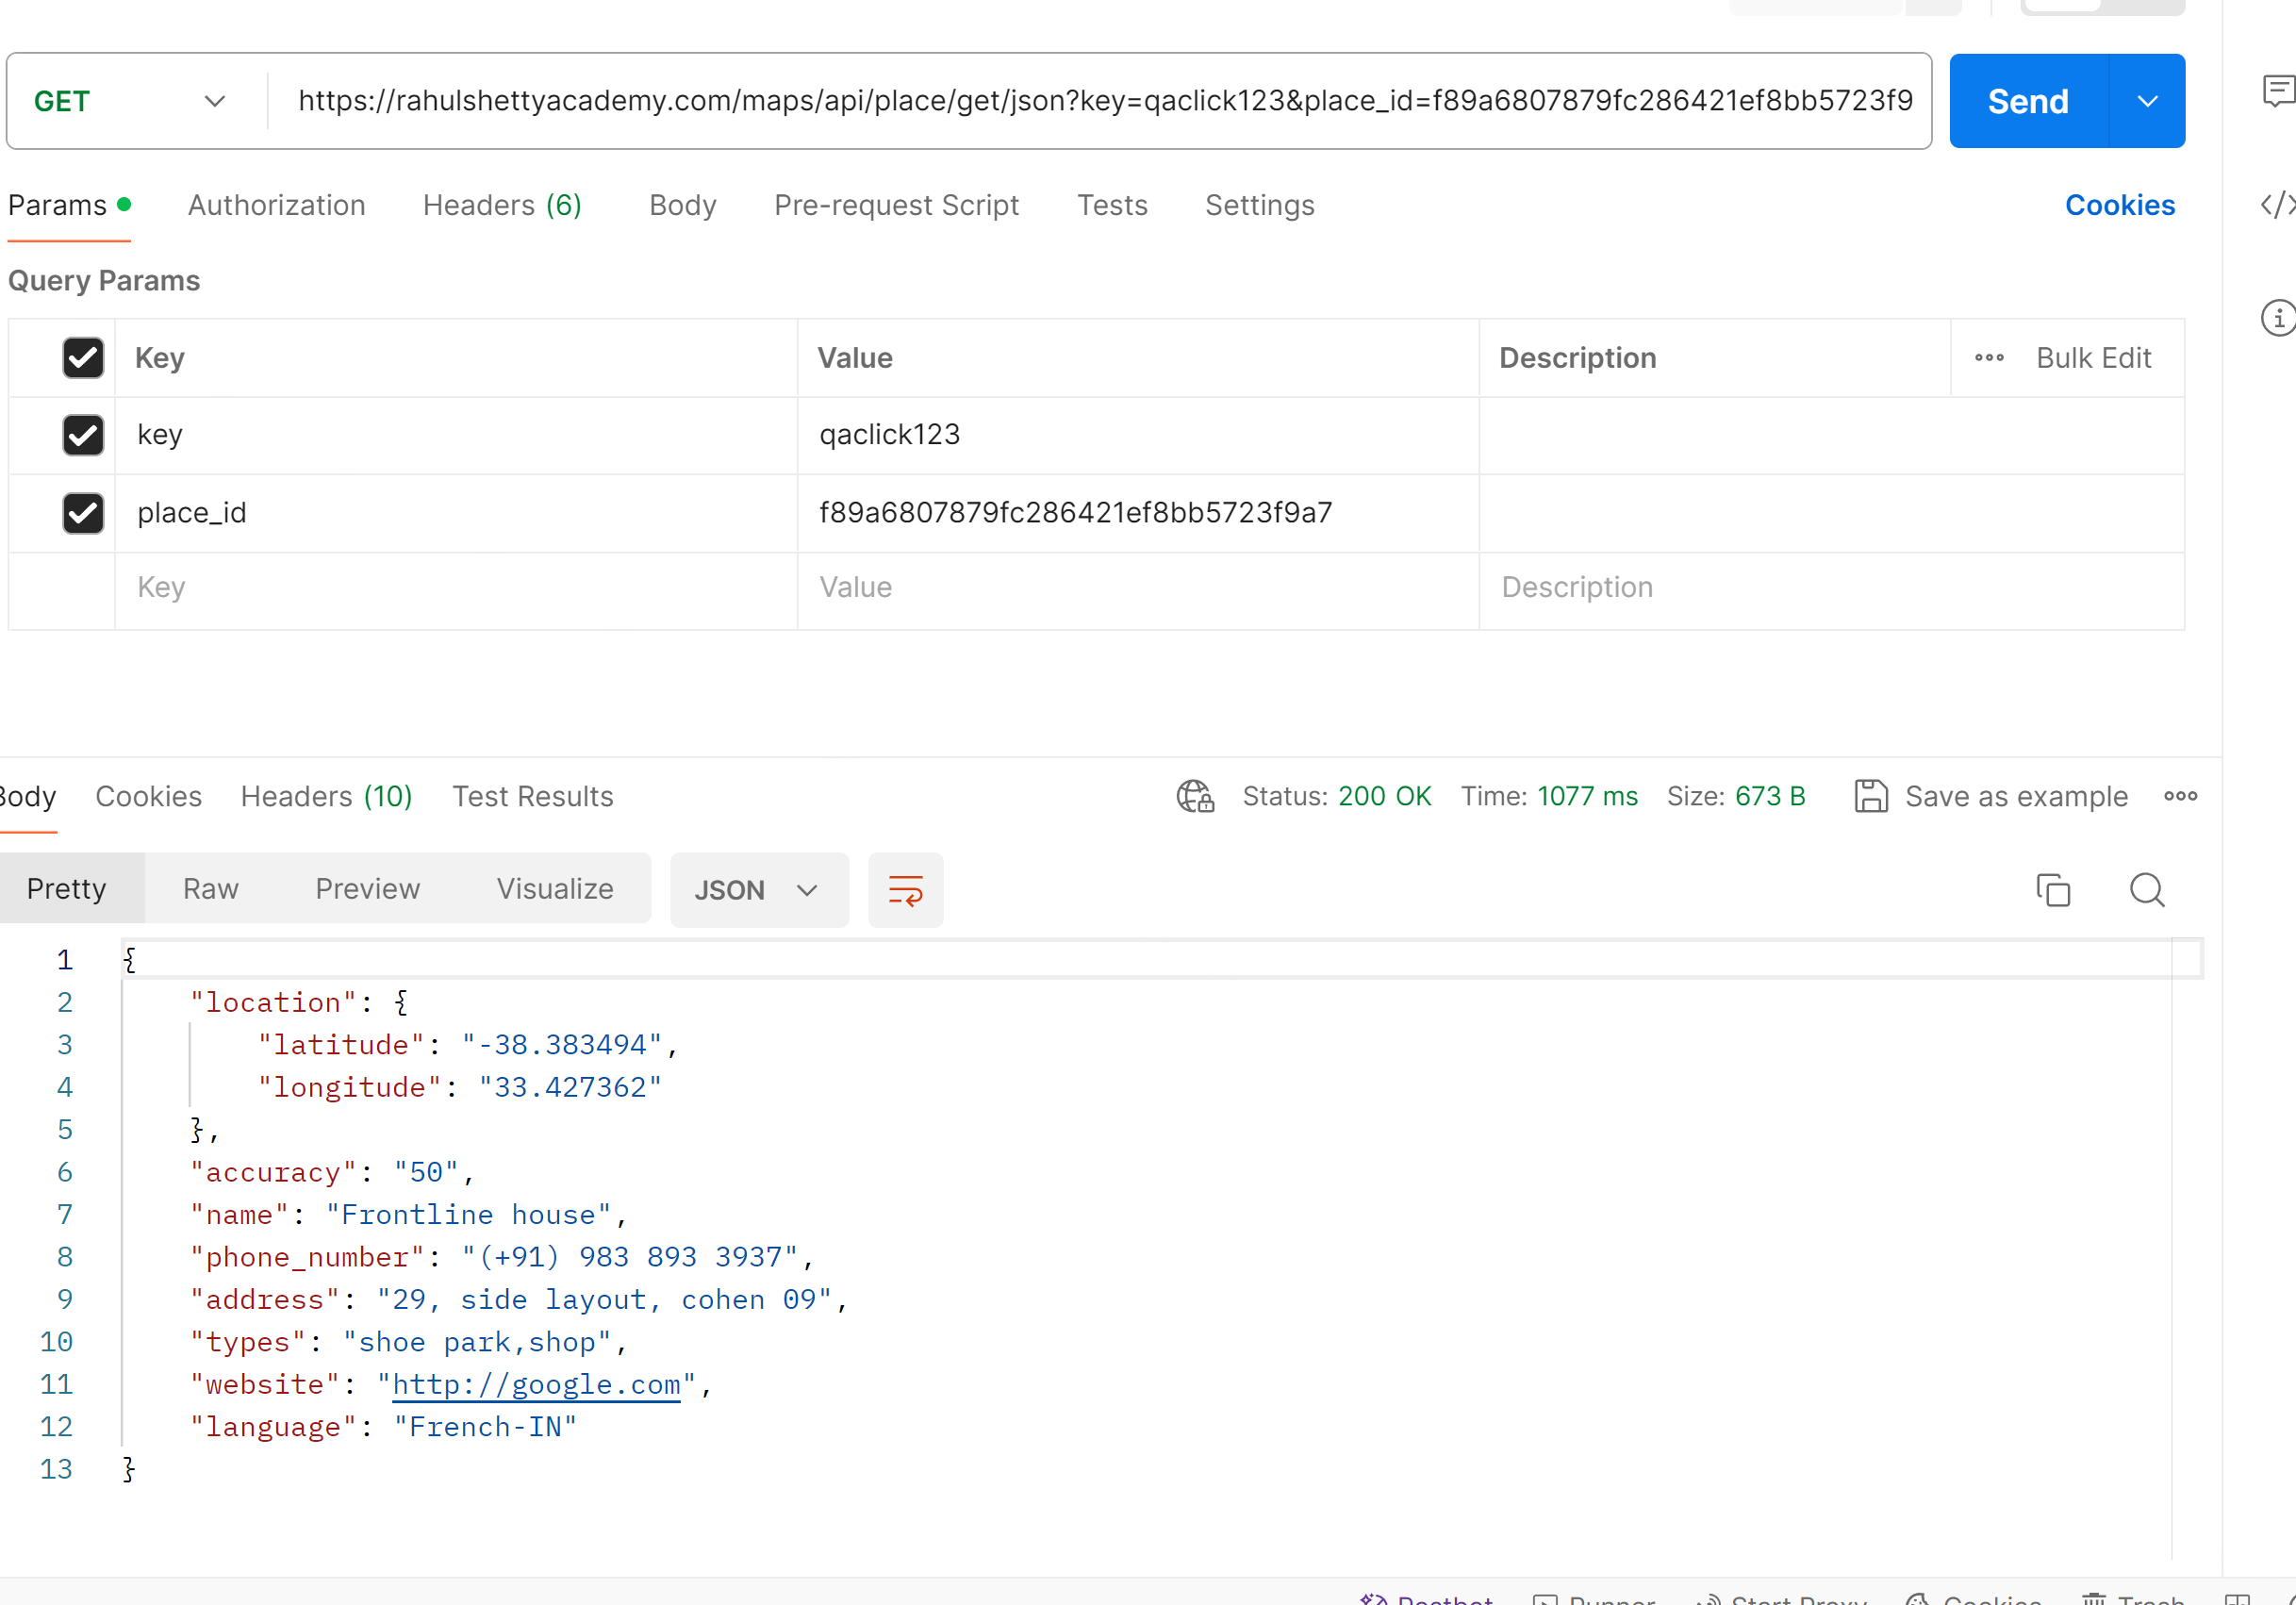 GET https://rahulshettyacademy.com/maps/api/place/get/json?key=qaclick123&place_id=f89a6807879fc286421ef8bb5723f9 Send
Params Authorization Headers (6) Body Pre-request Script Tests Settings Cookies
Query Params
Key Value Description Bulk Edit
key qaclick123
place_id f89a6807879fc286421ef8bb5723f9a7
Key Value Description
Body Cookies Headers (10) Test Results Status: 200 OK Time: 1077 ms Size: 673 B Save as example
Pretty Raw Preview Visualize JSON
1 {
2 "location": {
3 "latitude": "-38.383494",
4 "longitude": "33.427362"
5 },
6 "accuracy": "50",
7 "name": "Frontline house",
8 "phone_number": "(+91) 983 893 3937",
9 "address": "29, side layout, cohen 09",
10 "types": "shoe park,shop",
11 "website": "http://google.com",
12 "language": "French-IN"
13 }
Postbot Runner Start Proxy Cookies Trash